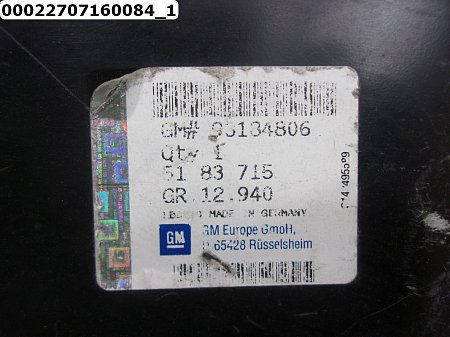 00022707160084_1
GM# 93184806
Qty 1
51 83 715
GR 12.940
MADE IN GERMANY
GM
GM Europe GmbH,
D 65428 Rüsselsheim